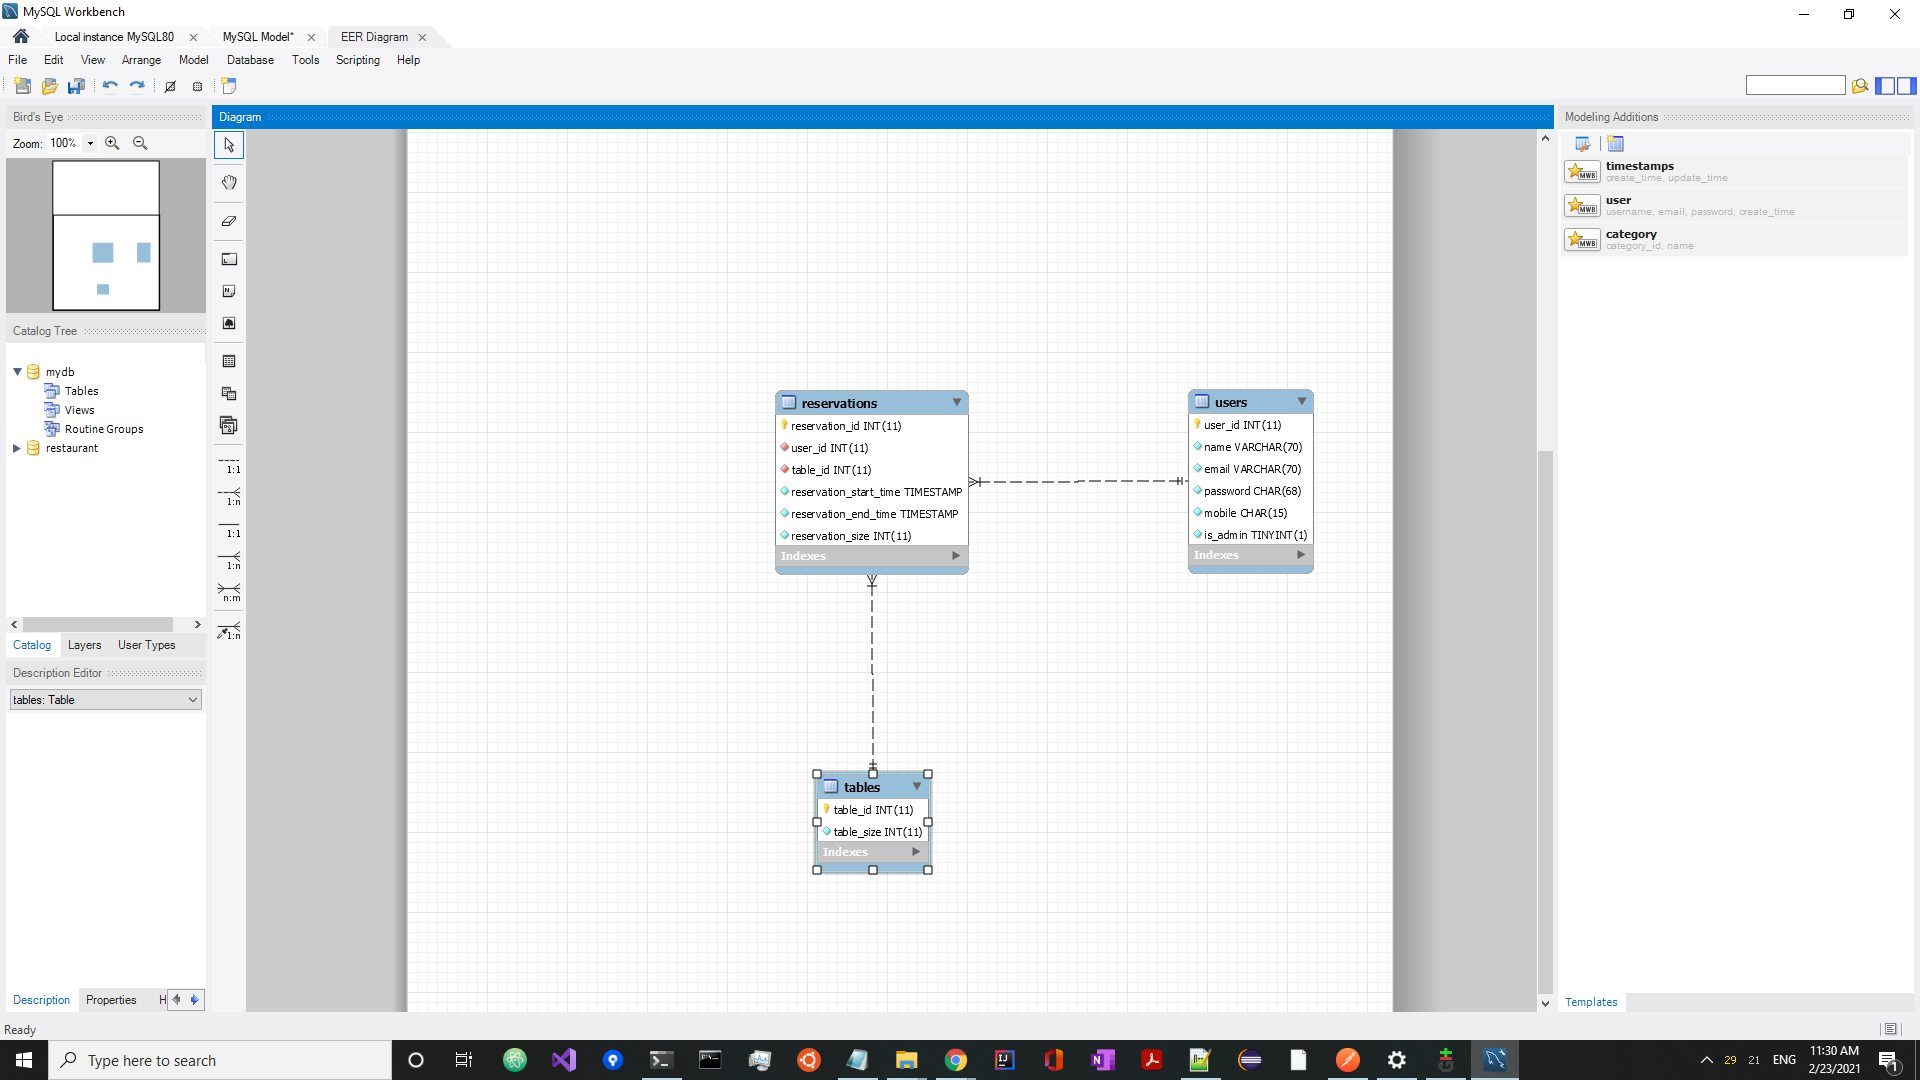 MySQL Workbench
Local instance MySQL80
MySQL Model*
EER Diagram
File Edit View Arrange Model Database Tools Scripting Help
Bird's Eye
Zoom: 100%
Catalog Tree
mydb
Tables
Views
Routine Groups
restaurant
Catalog Layers User Types
Description Editor
tables: Table
Description Properties H
Diagram
1:1
1:n
1:1
1:n
n:m
1:n
reservations
reservation_id INT(11)
user_id INT(11)
table_id INT(11)
reservation_start_time TIMESTAMP
reservation_end_time TIMESTAMP
reservation_size INT(11)
Indexes
users
user_id INT(11)
name VARCHAR(70)
email VARCHAR(70)
password CHAR(68)
mobile CHAR(15)
is_admin TINYINT(1)
Indexes
tables
table_id INT(11)
table_size INT(11)
Indexes
Modeling Additions
MWB
timestamps
create_time, update_time
MWB
user
username, email, password, create_time
MWB
category
category_id, name
Templates
Ready
Type here to search
29 21 ENG
11:30 AM
2/23/2021
1